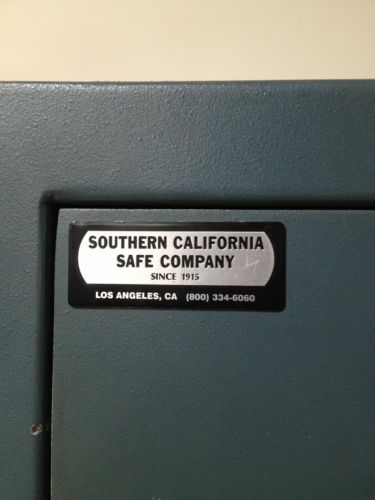 SOUTHERN CALIFORNIA
SAFE COMPANY
SINCE 1915
LOS ANGELES, CA (800) 334-6060